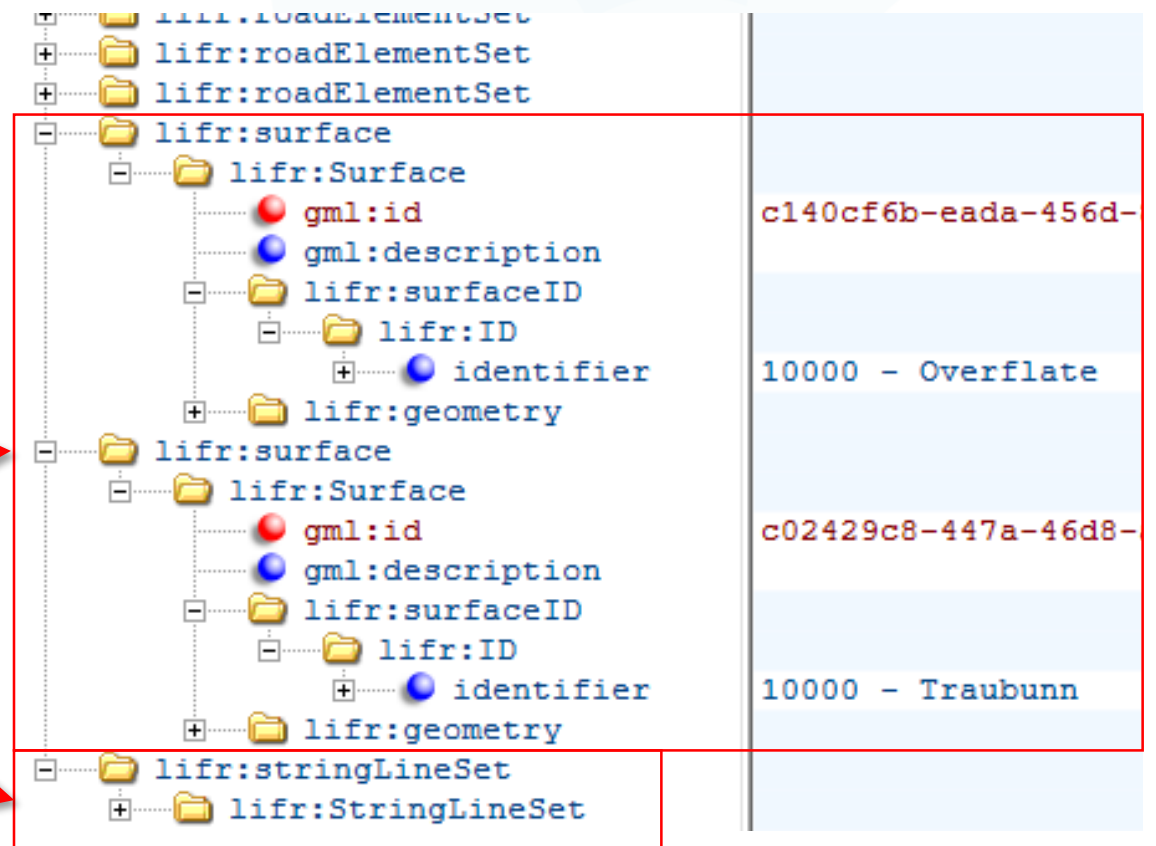 lifr:roadElementSet
lifr:roadElementSet
lifr:roadElementSet
lifr:surface
lifr:Surface
gml:id c140cf6b-eada-456d-
gml:description
lifr:surfaceID
lifr:ID
identifier 10000 - Overflate
lifr:geometry
lifr:surface
lifr:Surface
gml:id c02429c8-447a-46d8-
gml:description
lifr:surfaceID
lifr:ID
identifier 10000 - Traubunn
lifr:geometry
lifr:stringLineSet
lifr:StringLineSet